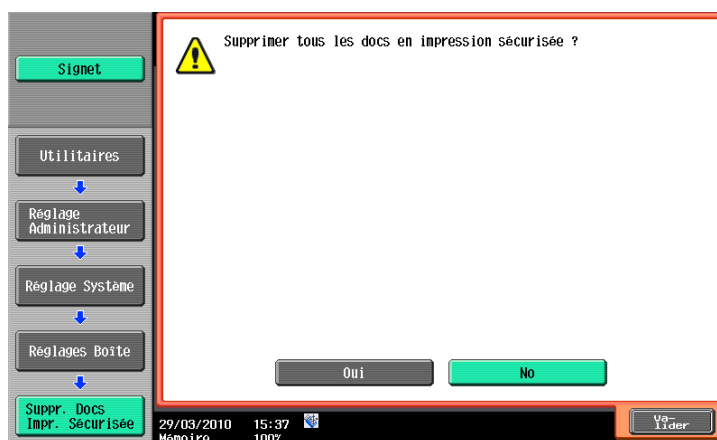 Signet
Utilitaires
Réglage
Administrateur
Réglage Système
Réglages Boîte
Suppr. Docs
Impr. Sécurisée
Supprimer tous les docs en impression sécurisée ?
Oui
No
29/03/2010 15:37
Mémoire 100%
Va-
lider